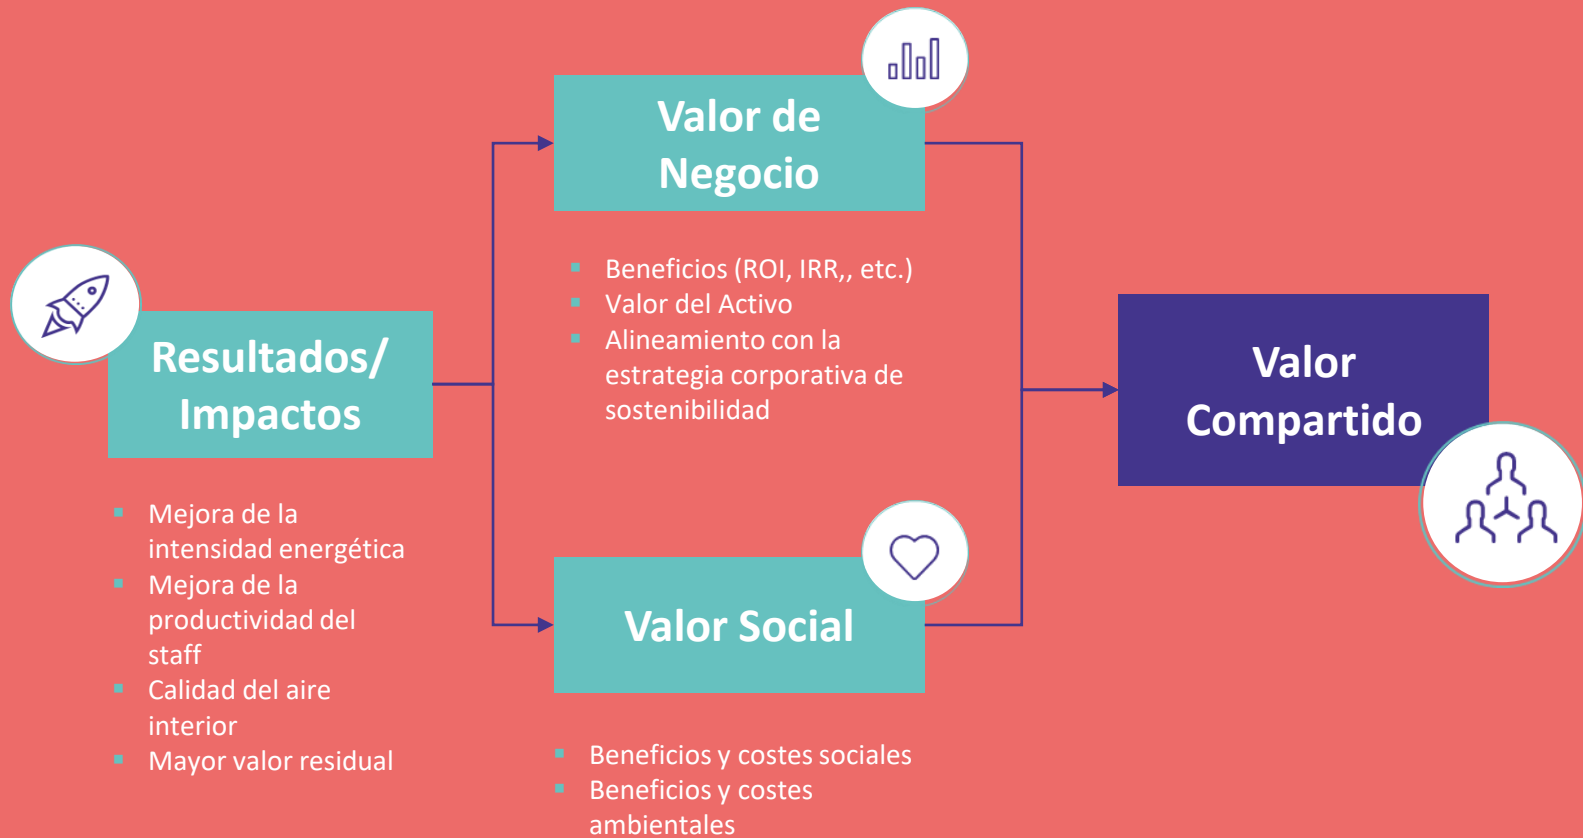 Resultados/
Impactos
▪ Mejora de la
intensidad energética
▪ Mejora de la
productividad del
staff
▪ Calidad del aire
interior
▪ Mayor valor residual
Valor de
Negocio
▪ Beneficios (ROI, IRR,, etc.)
▪ Valor del Activo
▪ Alineamiento con la
estrategia corporativa de
sostenibilidad
Valor Social
▪ Beneficios y costes sociales
▪ Beneficios y costes
ambientales
Valor
Compartido